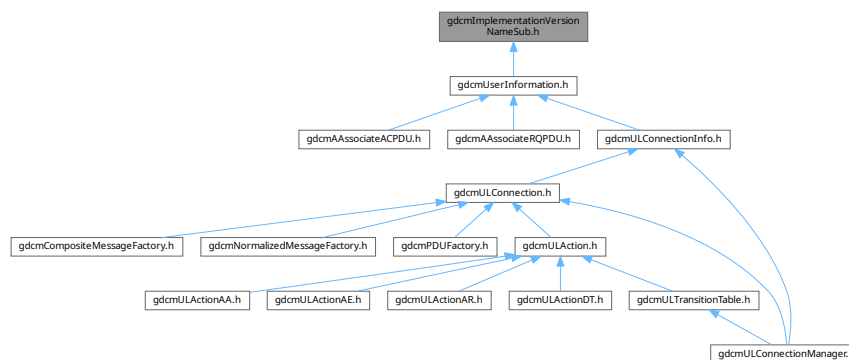 gdcmImplementationVersion
NameSub.h
gdcmUserInformation.h
gdcmAAssociateACPDU.h
gdcmAAssociateRQPDU.h
gdcmULConnectionInfo.h
gdcmULConnection.h
gdcmCompositeMessageFactory.h
gdcmNormalizedMessageFactory.h
gdcmPDUFactory.h
gdcmULAction.h
gdcmULActionAA.h
gdcmULActionAE.h
gdcmULActionAR.h
gdcmULActionDT.h
gdcmULTransitionTable.h
gdcmULConnectionManager.